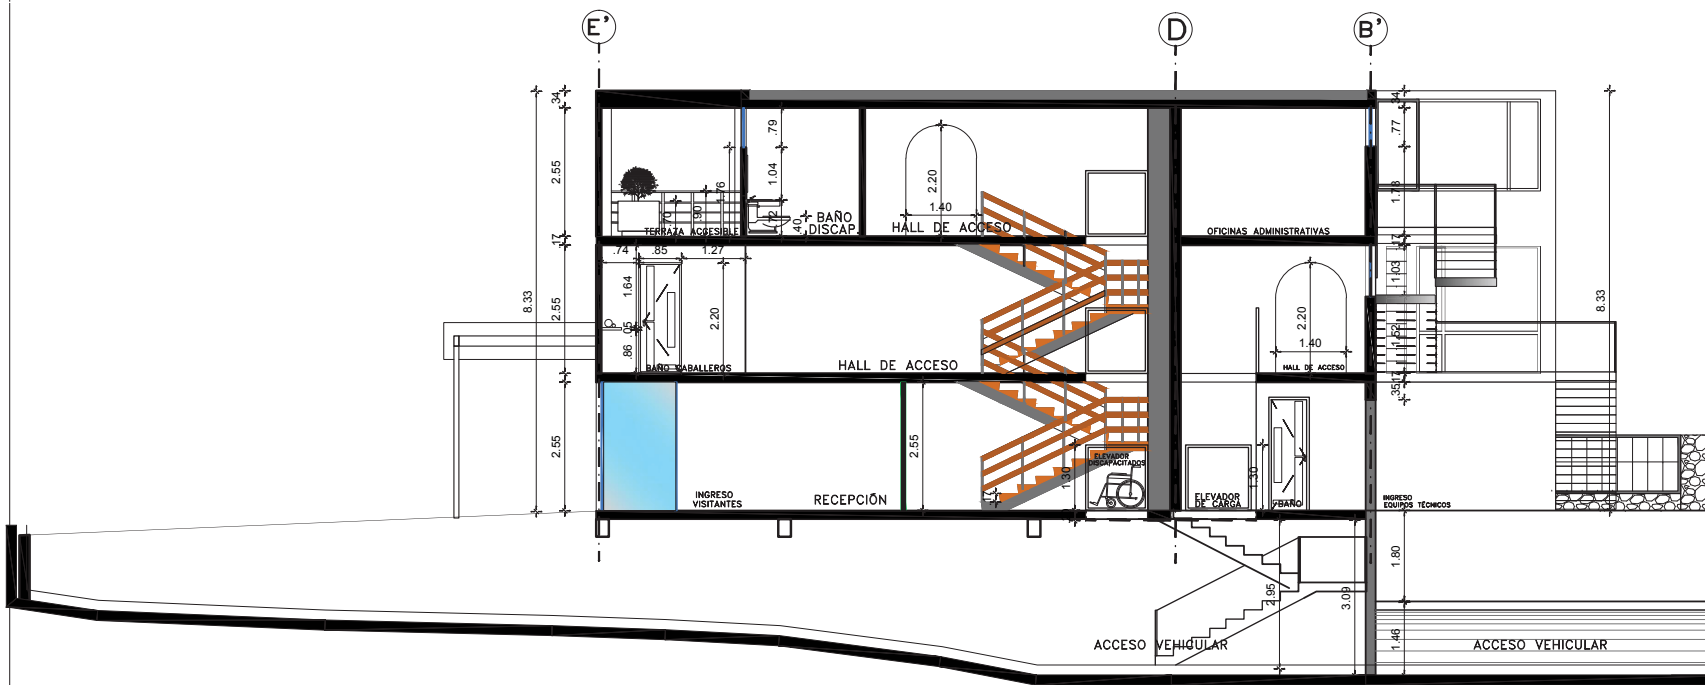 E'
D
B'
34
34
.79
.77
2.55
1.04
1.76
2.20
1.78
1.40
.70
.90
.72
.40
BAÑO
DISCAP.
HALL DE ACCESO
TERRAZA ACCESIBLE
OFICINAS ADMINISTRATIVAS
17
17
.74
.85
1.27
1.03
8.33
8.33
2.55
1.64
2.20
2.20
.05
1.52
.86
1.40
BAÑO CABALLEROS
HALL DE ACCESO
HALL DE ACCESO
17
35
2.55
2.55
ELEVADOR
DISCAPACITADOS
1.30
1.30
17
INGRESO
VISITANTES
RECEPCIÓN
ELEVADOR
DE CARGA
BAÑO
INGRESO
EQUIPOS TÉCNICOS
1.80
2.95
3.09
1.46
ACCESO VEHICULAR
ACCESO VEHICULAR